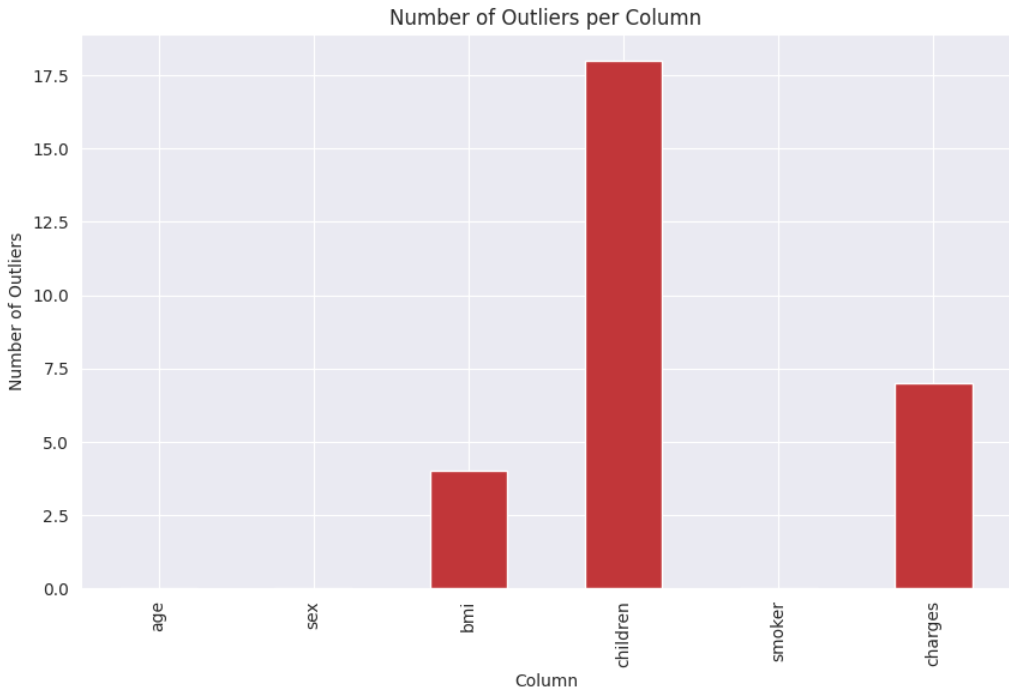 Number of Outliers per Column
Number of Outliers
17.5
15.0
12.5
10.0
7.5
5.0
2.5
0.0
age
sex
bmi
children
smoker
charges
Column